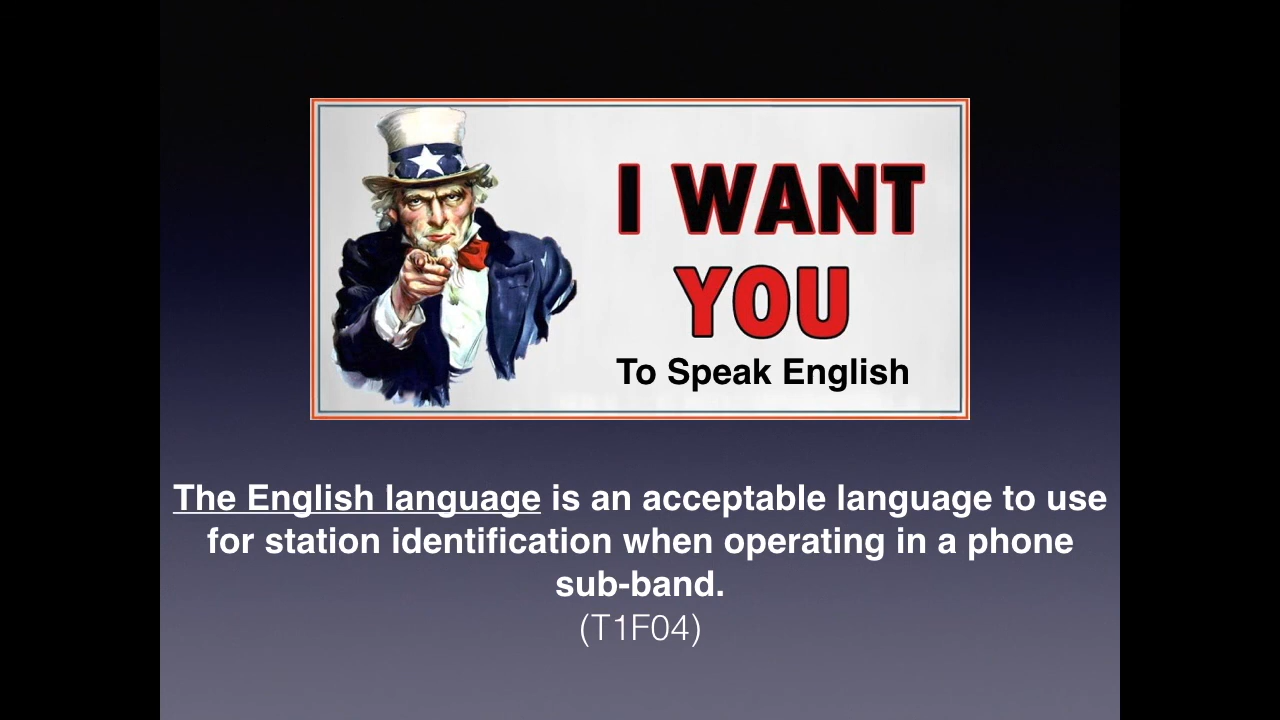 I WANT
YOU
To Speak English
The English language is an acceptable language to use
for station identification when operating in a phone
sub-band.
(T1F04)